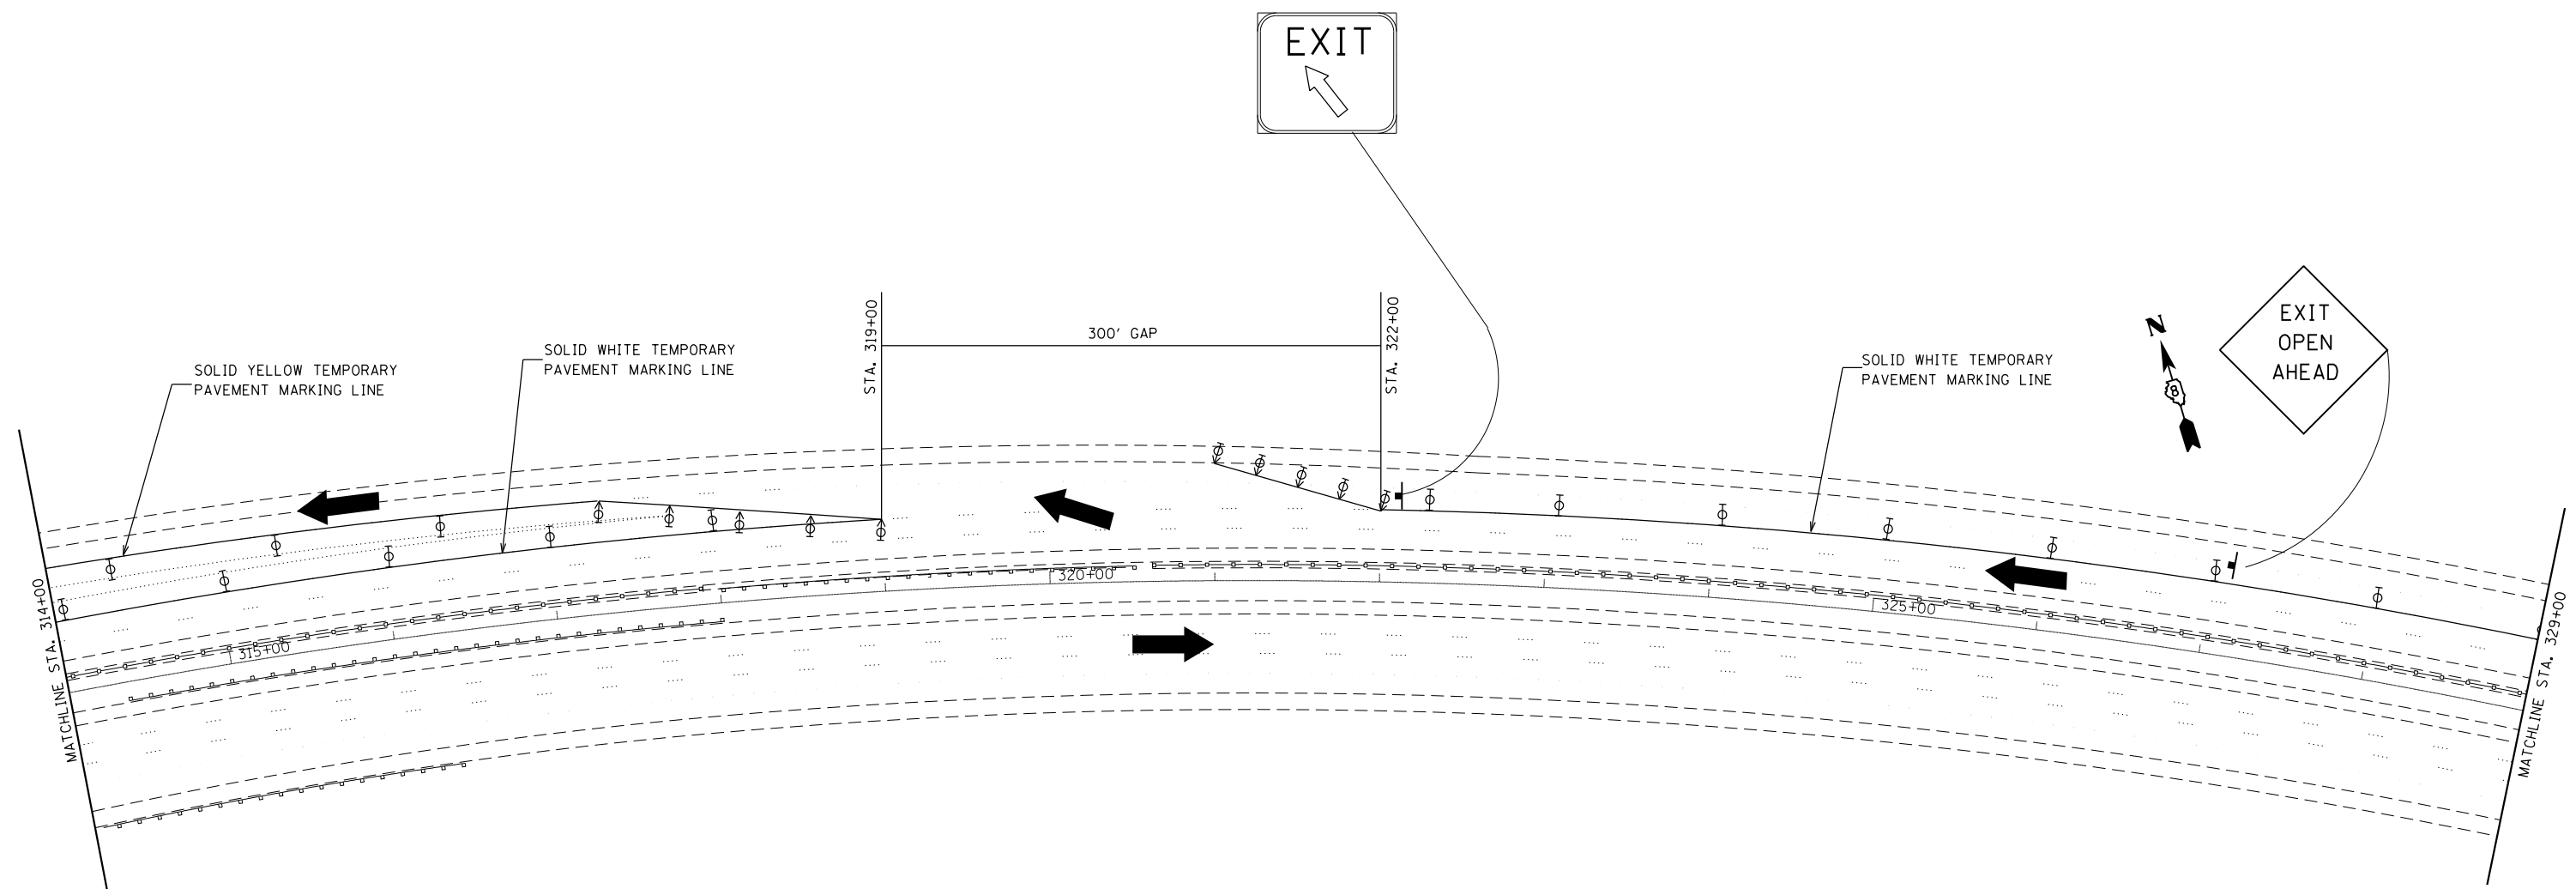 EXIT
STA. 319+00
300' GAP
STA. 322+00
N
8
EXIT
OPEN
AHEAD
SOLID YELLOW TEMPORARY
PAVEMENT MARKING LINE
SOLID WHITE TEMPORARY
PAVEMENT MARKING LINE
SOLID WHITE TEMPORARY
PAVEMENT MARKING LINE
MATCHLINE STA. 314+00
315+00
320+00
325+00
MATCHLINE STA. 329+00